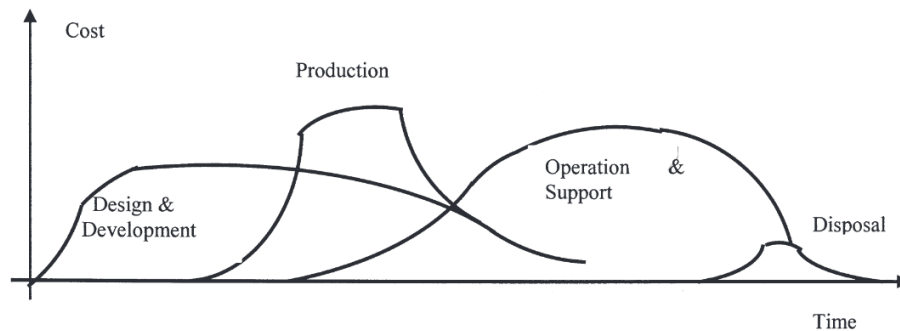 Cost
Production
Design &
Development
Operation &
Support
Disposal
Time